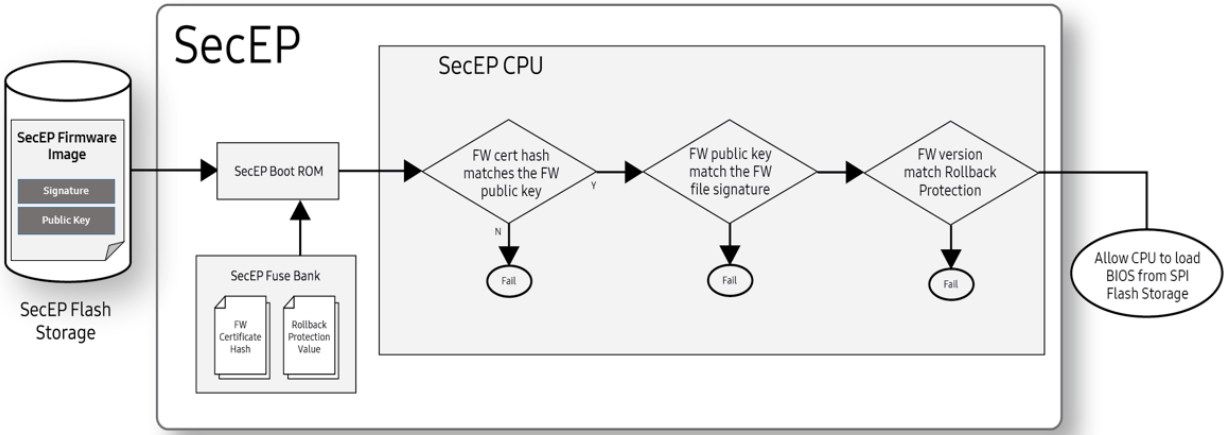 SecEP
SecEP CPU
SecEP Firmware
Image
Signature
Public Key
SecEP Flash
Storage
SecEP Boot ROM
SecEP Fuse Bank
FW
Certificate
Hash
Rollback
Protection
Value
FW cert hash
matches the FW
public key
Y
N
Fail
FW public key
match the FW
file signature
Fail
FW version
match Rollback
Protection
Fail
Allow CPU to load
BIOS from SPI
Flash Storage